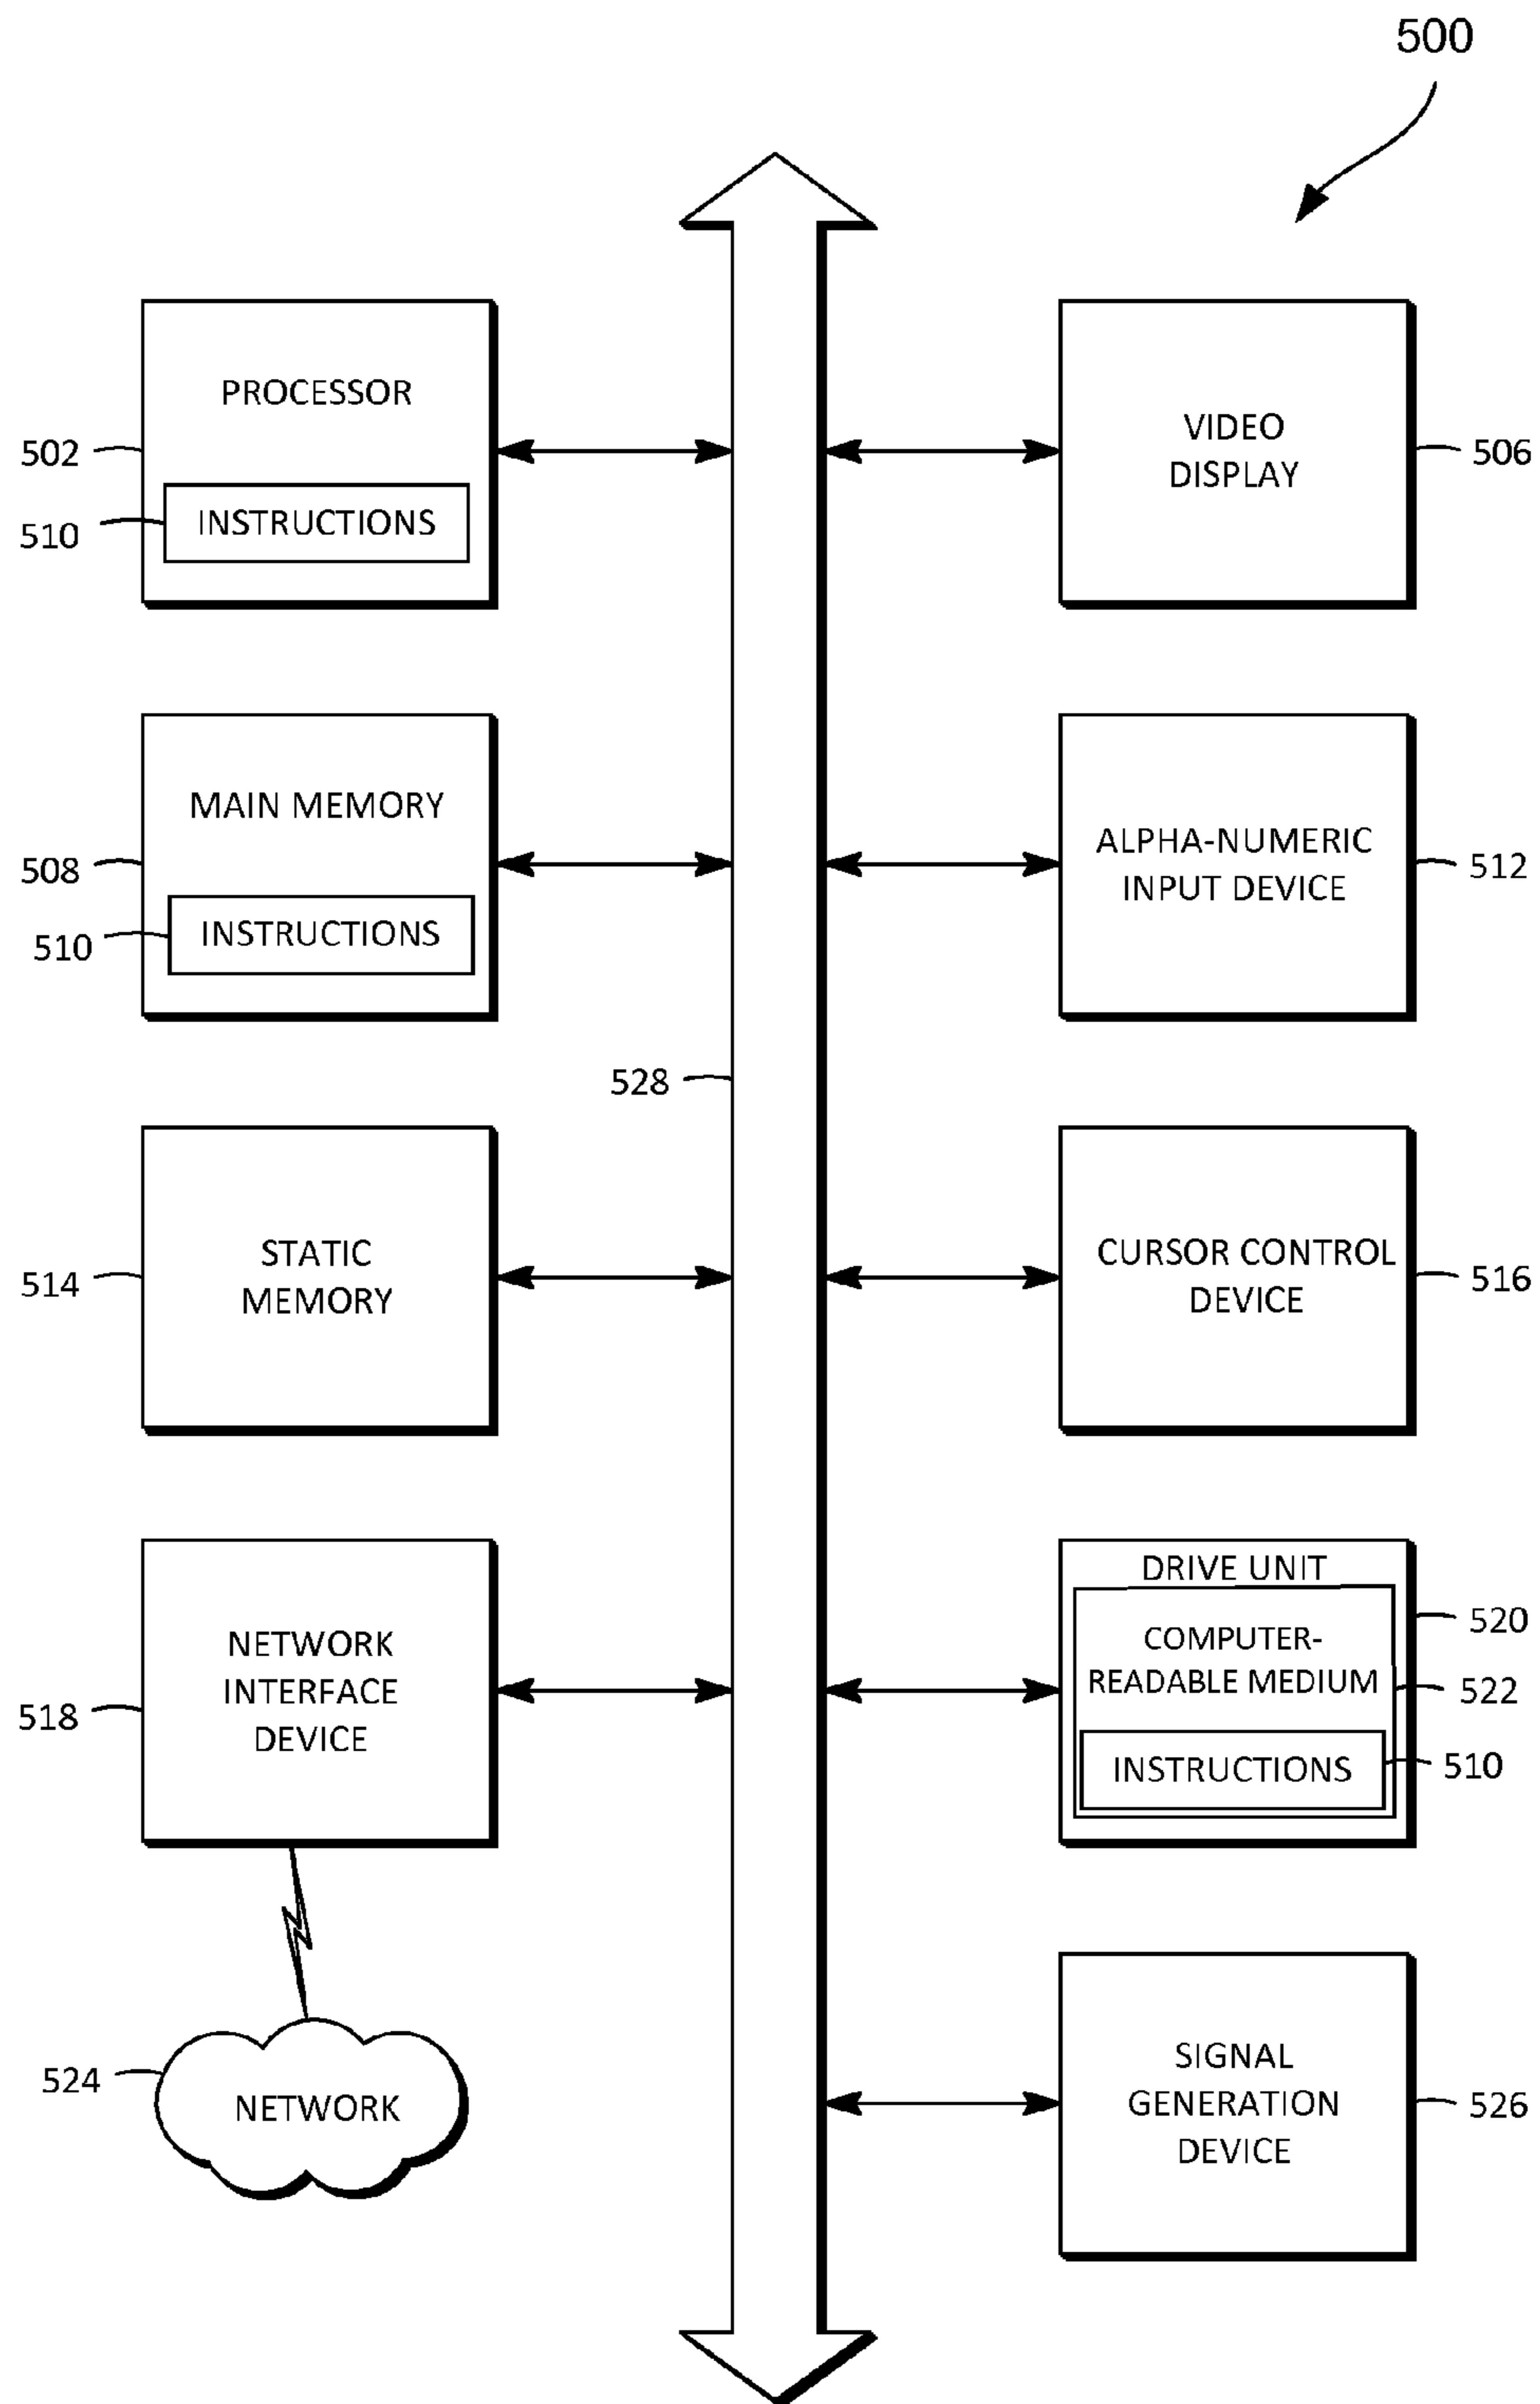 500
PROCESSOR
502
INSTRUCTIONS
510
VIDEO
DISPLAY
506
MAIN MEMORY
508
INSTRUCTIONS
510
ALPHA-NUMERIC
INPUT DEVICE
512
528
STATIC
MEMORY
514
CURSOR CONTROL
DEVICE
516
NETWORK
INTERFACE
DEVICE
518
DRIVE UNIT
520
COMPUTER-
READABLE MEDIUM
522
INSTRUCTIONS
510
524
NETWORK
SIGNAL
GENERATION
DEVICE
526